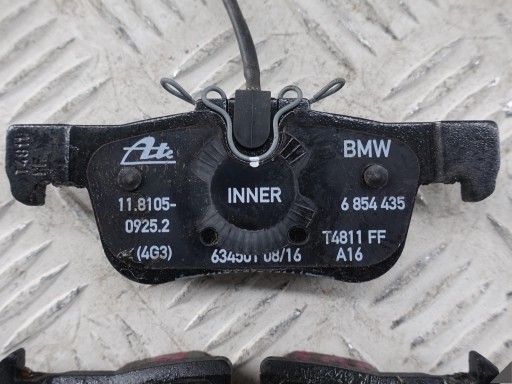 Ate
BMW
INNER
11.8105-
0925.2
(4G3)
6 854 435
T4811 FF
A16
634501 08/16